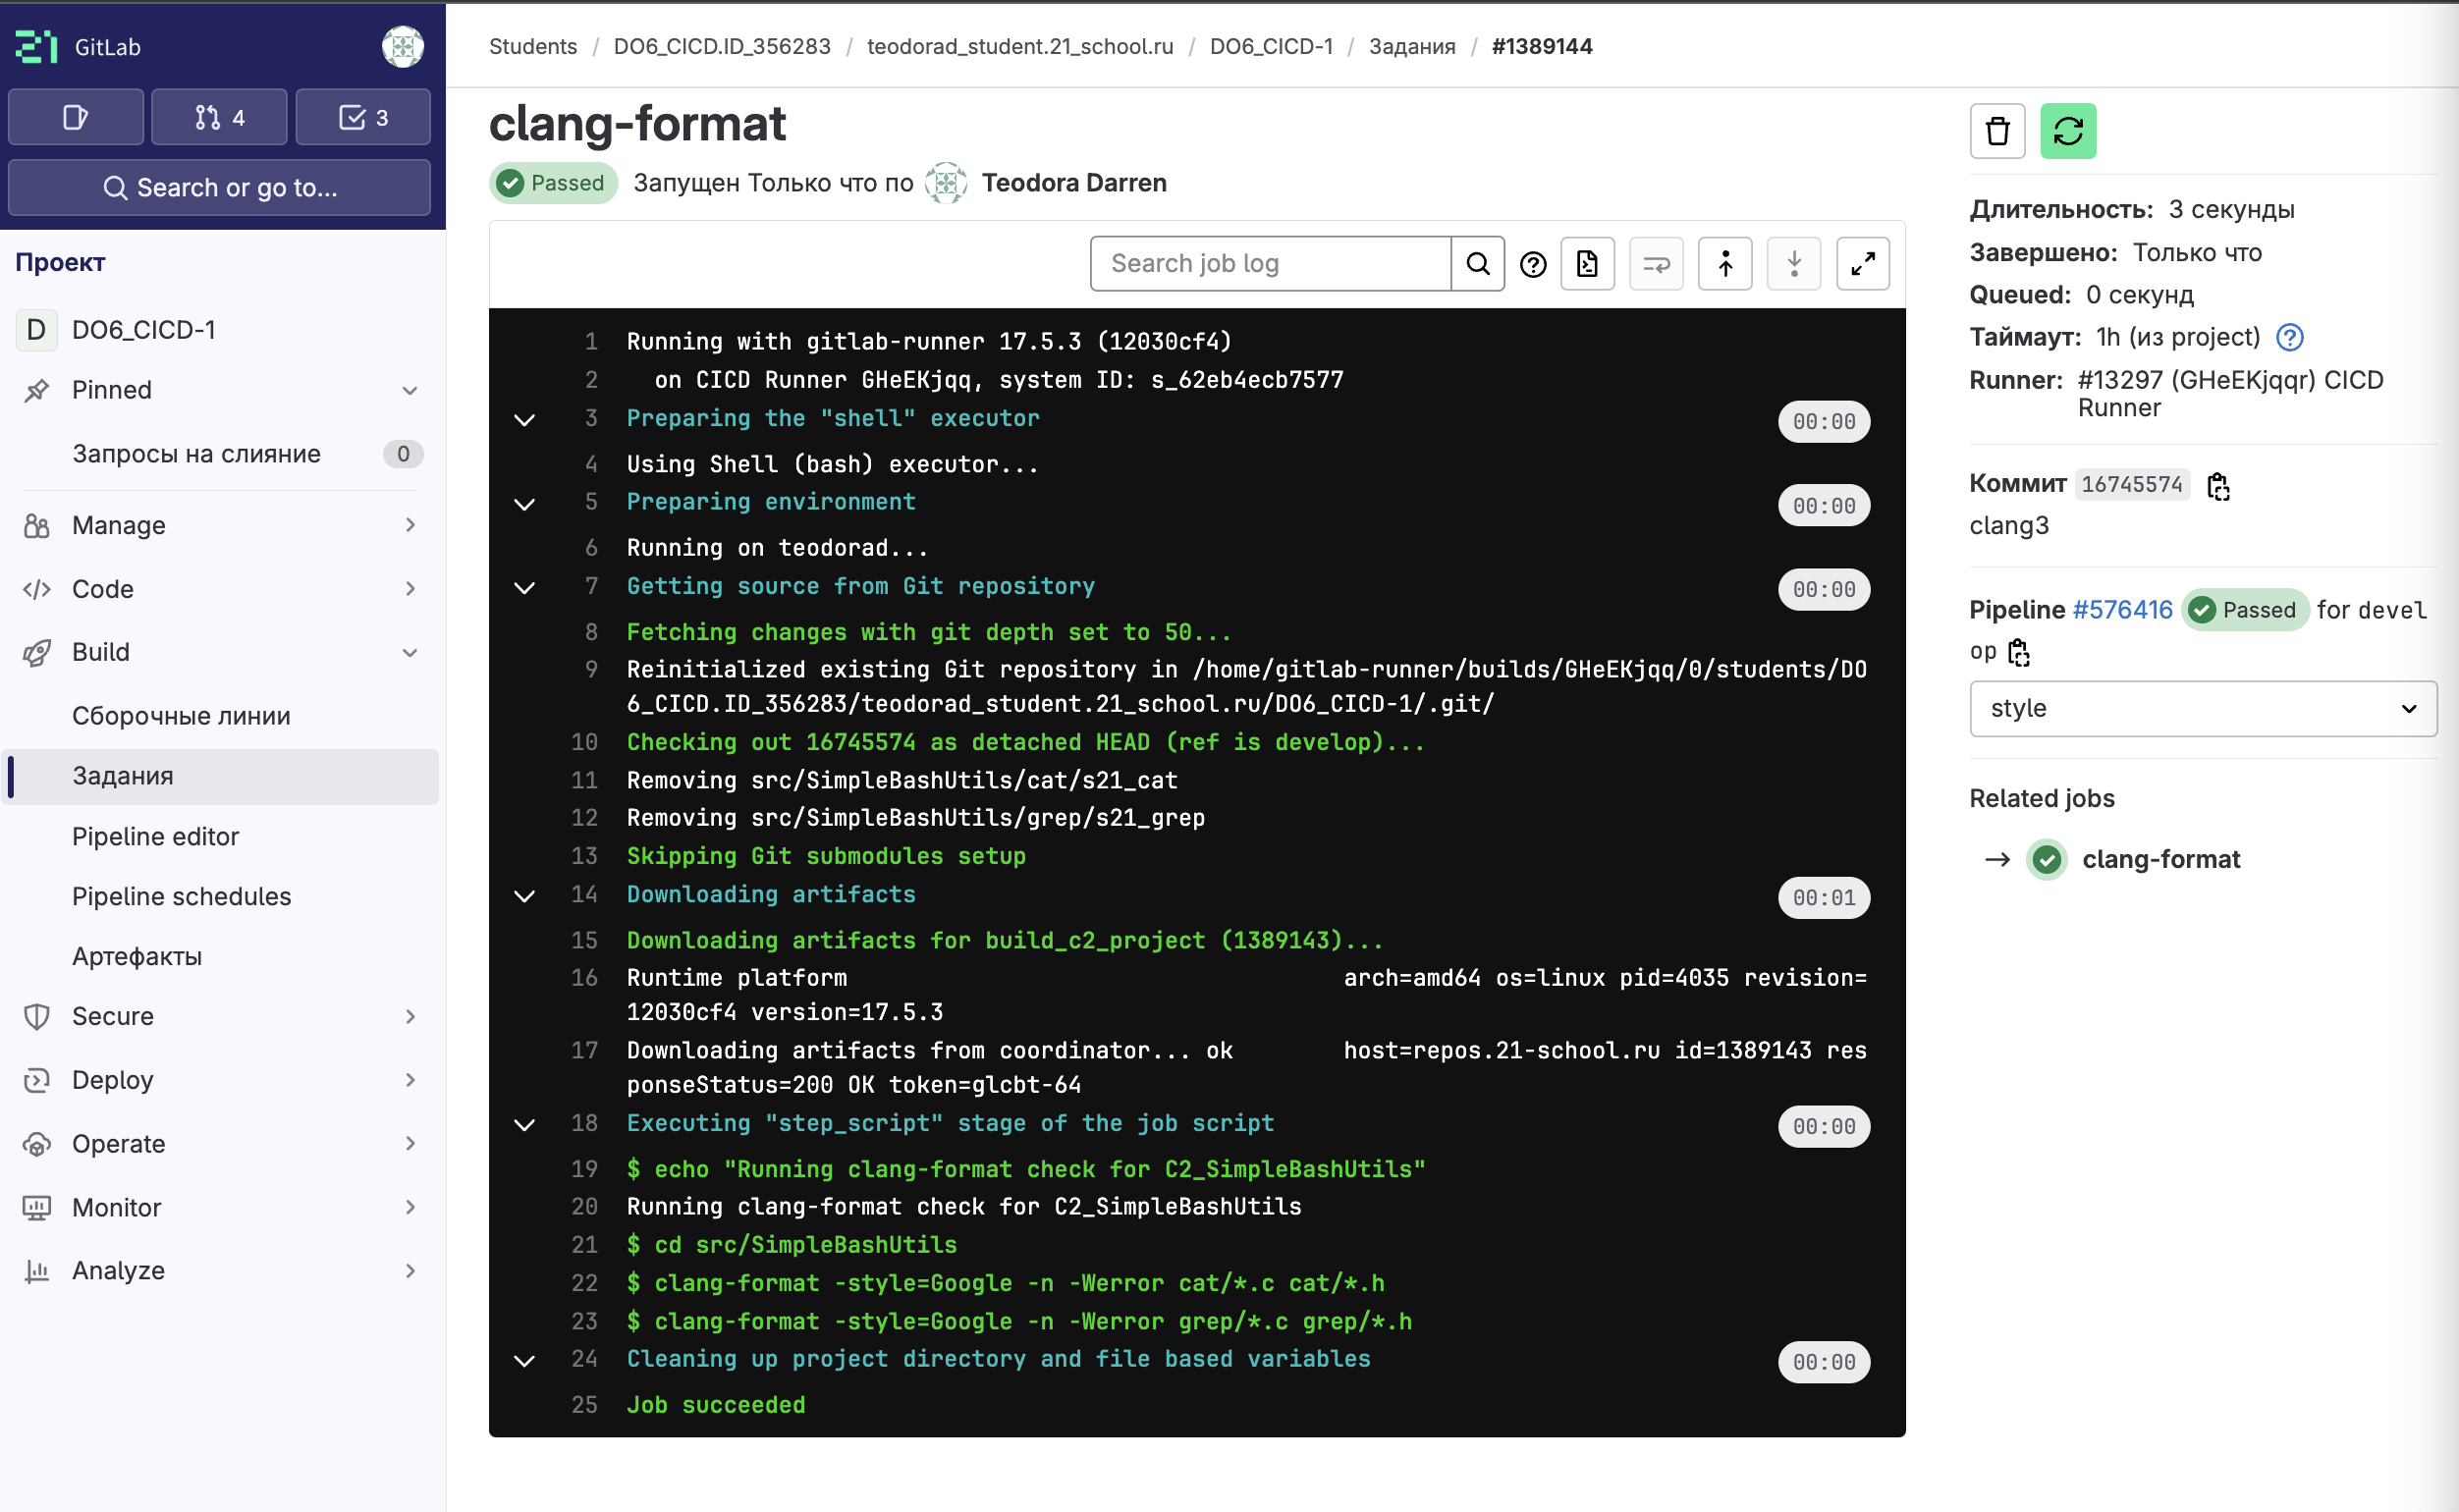 GitLab
4
3
Search or go to...
Проект
D DO6_CICD-1
Pinned
Запросы на слияние 0
Manage
Code
Build
Сборочные линии
Задания
Pipeline editor
Pipeline schedules
Артефакты
Secure
Deploy
Operate
Monitor
Analyze
Students / DO6_CICD.ID_356283 / teodorad_student.21_school.ru / DO6_CICD-1 / Задания / #1389144
clang-format
Passed Запущен Только что по Teodora Darren
Search job log
1 Running with gitlab-runner 17.5.3 (12030cf4)
2 on CICD Runner GHeEKjqq, system ID: s_62eb4ecb7577
3 Preparing the "shell" executor 00:00
4 Using Shell (bash) executor...
5 Preparing environment 00:00
6 Running on teodorad...
7 Getting source from Git repository 00:00
8 Fetching changes with git depth set to 50...
9 Reinitialized existing Git repository in /home/gitlab-runner/builds/GHeEKjqq/0/students/DO
6_CICD.ID_356283/teodorad_student.21_school.ru/DO6_CICD-1/.git/
10 Checking out 16745574 as detached HEAD (ref is develop)...
11 Removing src/SimpleBashUtils/cat/s21_cat
12 Removing src/SimpleBashUtils/grep/s21_grep
13 Skipping Git submodules setup
14 Downloading artifacts 00:01
15 Downloading artifacts for build_c2_project (1389143)...
16 Runtime platform arch=amd64 os=linux pid=4035 revision=
12030cf4 version=17.5.3
17 Downloading artifacts from coordinator... ok host=repos.21-school.ru id=1389143 res
ponseStatus=200 OK token=glcbt-64
18 Executing "step_script" stage of the job script 00:00
19 $ echo "Running clang-format check for C2_SimpleBashUtils"
20 Running clang-format check for C2_SimpleBashUtils
21 $ cd src/SimpleBashUtils
22 $ clang-format -style=Google -n -Werror cat/*.c cat/*.h
23 $ clang-format -style=Google -n -Werror grep/*.c grep/*.h
24 Cleaning up project directory and file based variables 00:00
25 Job succeeded
Длительность: 3 секунды
Завершено: Только что
Queued: 0 секунд
Таймаут: 1h (из project)
Runner: #13297 (GHeEKjqqr) CICD
Runner
Коммит 16745574
clang3
Pipeline #576416 Passed for devel
op
style
Related jobs
clang-format